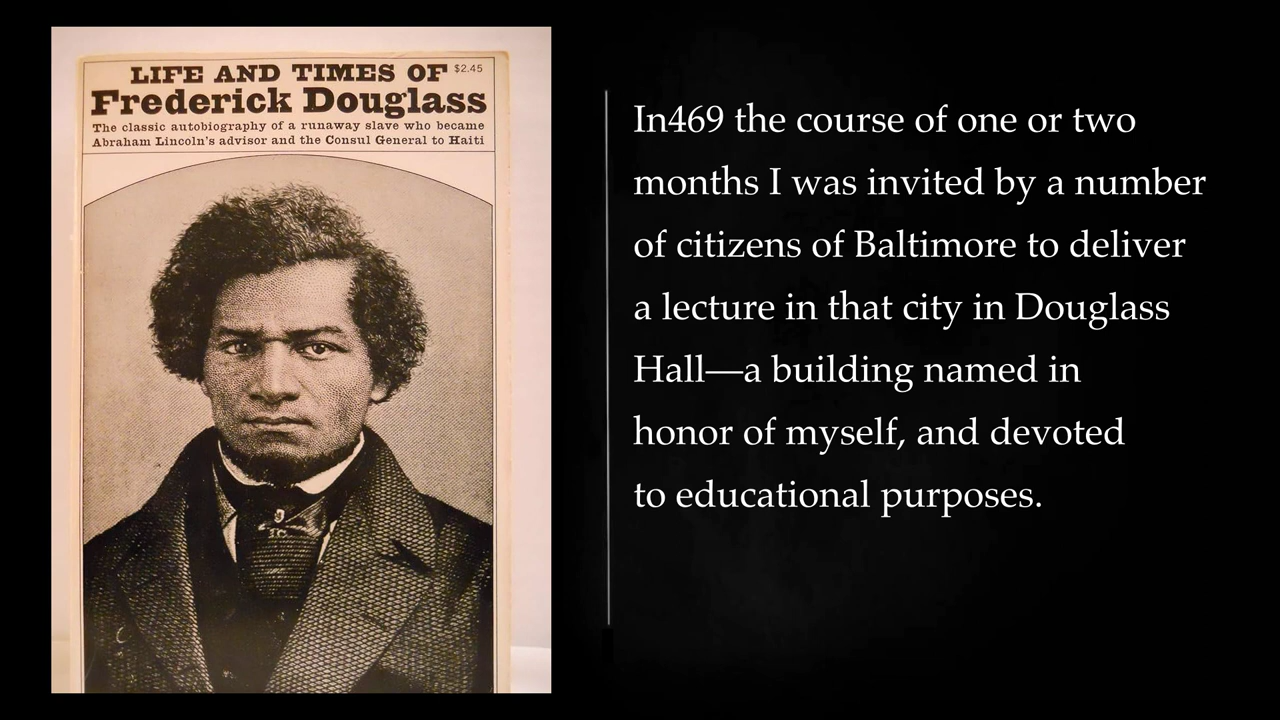 LIFE AND TIMES OF $2.45
Frederick Douglass
The classic autobiography of a runaway slave who became
Abraham Lincoln's advisor and the Consul General to Haiti
In469 the course of one or two
months I was invited by a number
of citizens of Baltimore to deliver
a lecture in that city in Douglass
Hall—a building named in
honor of myself, and devoted
to educational purposes.